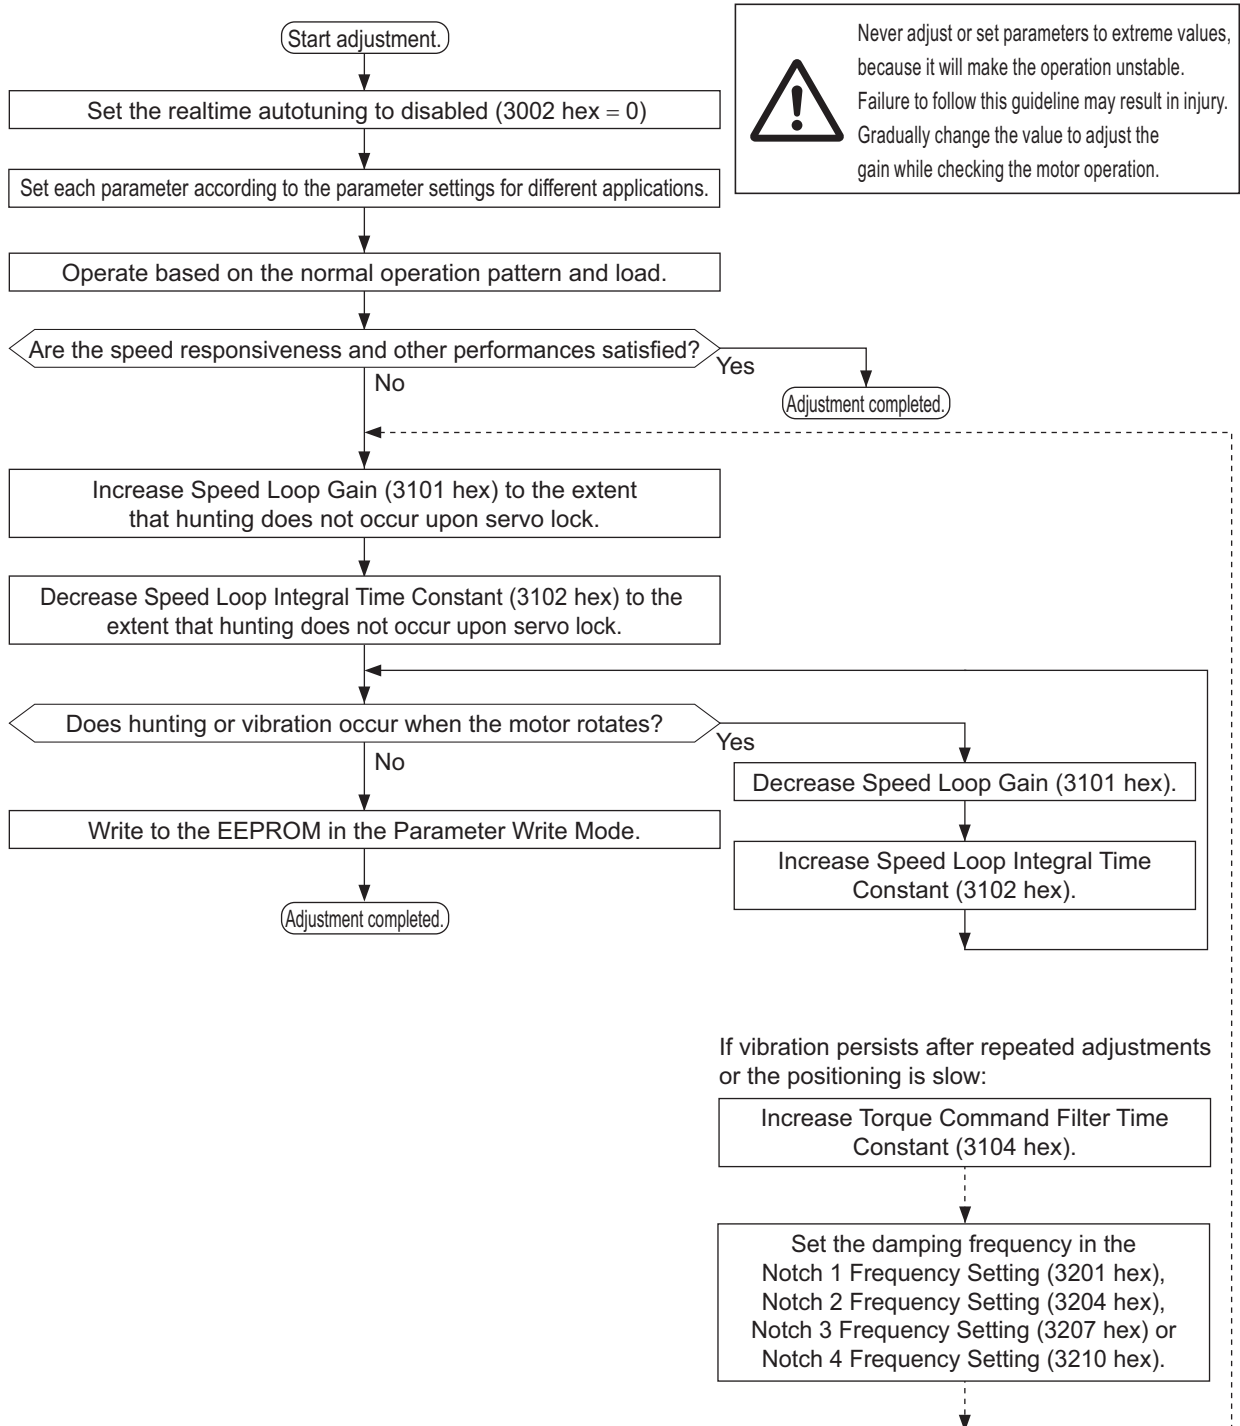 Start adjustment.
Never adjust or set parameters to extreme values,
because it will make the operation unstable.
Failure to follow this guideline may result in injury.
Gradually change the value to adjust the
gain while checking the motor operation.
Set the realtime autotuning to disabled (3002 hex = 0)
Set each parameter according to the parameter settings for different applications.
Operate based on the normal operation pattern and load.
Are the speed responsiveness and other performances satisfied?
Yes
No
Adjustment completed.
Increase Speed Loop Gain (3101 hex) to the extent
that hunting does not occur upon servo lock.
Decrease Speed Loop Integral Time Constant (3102 hex) to the
extent that hunting does not occur upon servo lock.
Does hunting or vibration occur when the motor rotates?
Yes
No
Decrease Speed Loop Gain (3101 hex).
Write to the EEPROM in the Parameter Write Mode.
Increase Speed Loop Integral Time
Constant (3102 hex).
Adjustment completed.
If vibration persists after repeated adjustments
or the positioning is slow:
Increase Torque Command Filter Time
Constant (3104 hex).
Set the damping frequency in the
Notch 1 Frequency Setting (3201 hex),
Notch 2 Frequency Setting (3204 hex),
Notch 3 Frequency Setting (3207 hex) or
Notch 4 Frequency Setting (3210 hex).